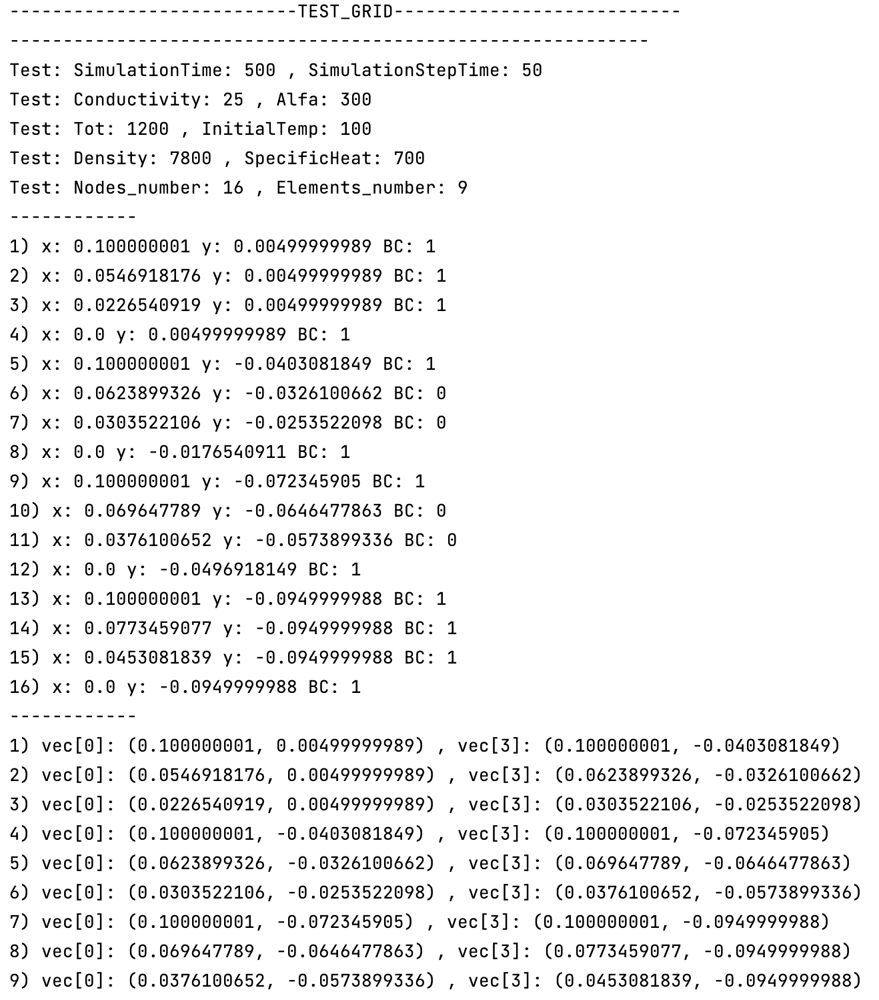 ---------------------------TEST_GRID---------------------------
------------------------------------------------------------
Test: SimulationTime: 500 , SimulationStepTime: 50
Test: Conductivity: 25 , Alfa: 300
Test: Tot: 1200 , InitialTemp: 100
Test: Density: 7800 , SpecificHeat: 700
Test: Nodes_number: 16 , Elements_number: 9
------------
1) x: 0.100000001 y: 0.00499999989 BC: 1
2) x: 0.0546918176 y: 0.00499999989 BC: 1
3) x: 0.0226540919 y: 0.00499999989 BC: 1
4) x: 0.0 y: 0.00499999989 BC: 1
5) x: 0.100000001 y: -0.0403081849 BC: 1
6) x: 0.0623899326 y: -0.0326100662 BC: 0
7) x: 0.0303522106 y: -0.0253522098 BC: 0
8) x: 0.0 y: -0.0176540911 BC: 1
9) x: 0.100000001 y: -0.072345905 BC: 1
10) x: 0.069647789 y: -0.0646477863 BC: 0
11) x: 0.0376100652 y: -0.0573899336 BC: 0
12) x: 0.0 y: -0.0496918149 BC: 1
13) x: 0.100000001 y: -0.0949999988 BC: 1
14) x: 0.0773459077 y: -0.0949999988 BC: 1
15) x: 0.0453081839 y: -0.0949999988 BC: 1
16) x: 0.0 y: -0.0949999988 BC: 1
------------
1) vec[0]: (0.100000001, 0.00499999989) , vec[3]: (0.100000001, -0.0403081849)
2) vec[0]: (0.0546918176, 0.00499999989) , vec[3]: (0.0623899326, -0.0326100662)
3) vec[0]: (0.0226540919, 0.00499999989) , vec[3]: (0.0303522106, -0.0253522098)
4) vec[0]: (0.100000001, -0.0403081849) , vec[3]: (0.100000001, -0.072345905)
5) vec[0]: (0.0623899326, -0.0326100662) , vec[3]: (0.069647789, -0.0646477863)
6) vec[0]: (0.0303522106, -0.0253522098) , vec[3]: (0.0376100652, -0.0573899336)
7) vec[0]: (0.100000001, -0.072345905) , vec[3]: (0.100000001, -0.0949999988)
8) vec[0]: (0.069647789, -0.0646477863) , vec[3]: (0.0773459077, -0.0949999988)
9) vec[0]: (0.0376100652, -0.0573899336) , vec[3]: (0.0453081839, -0.0949999988)